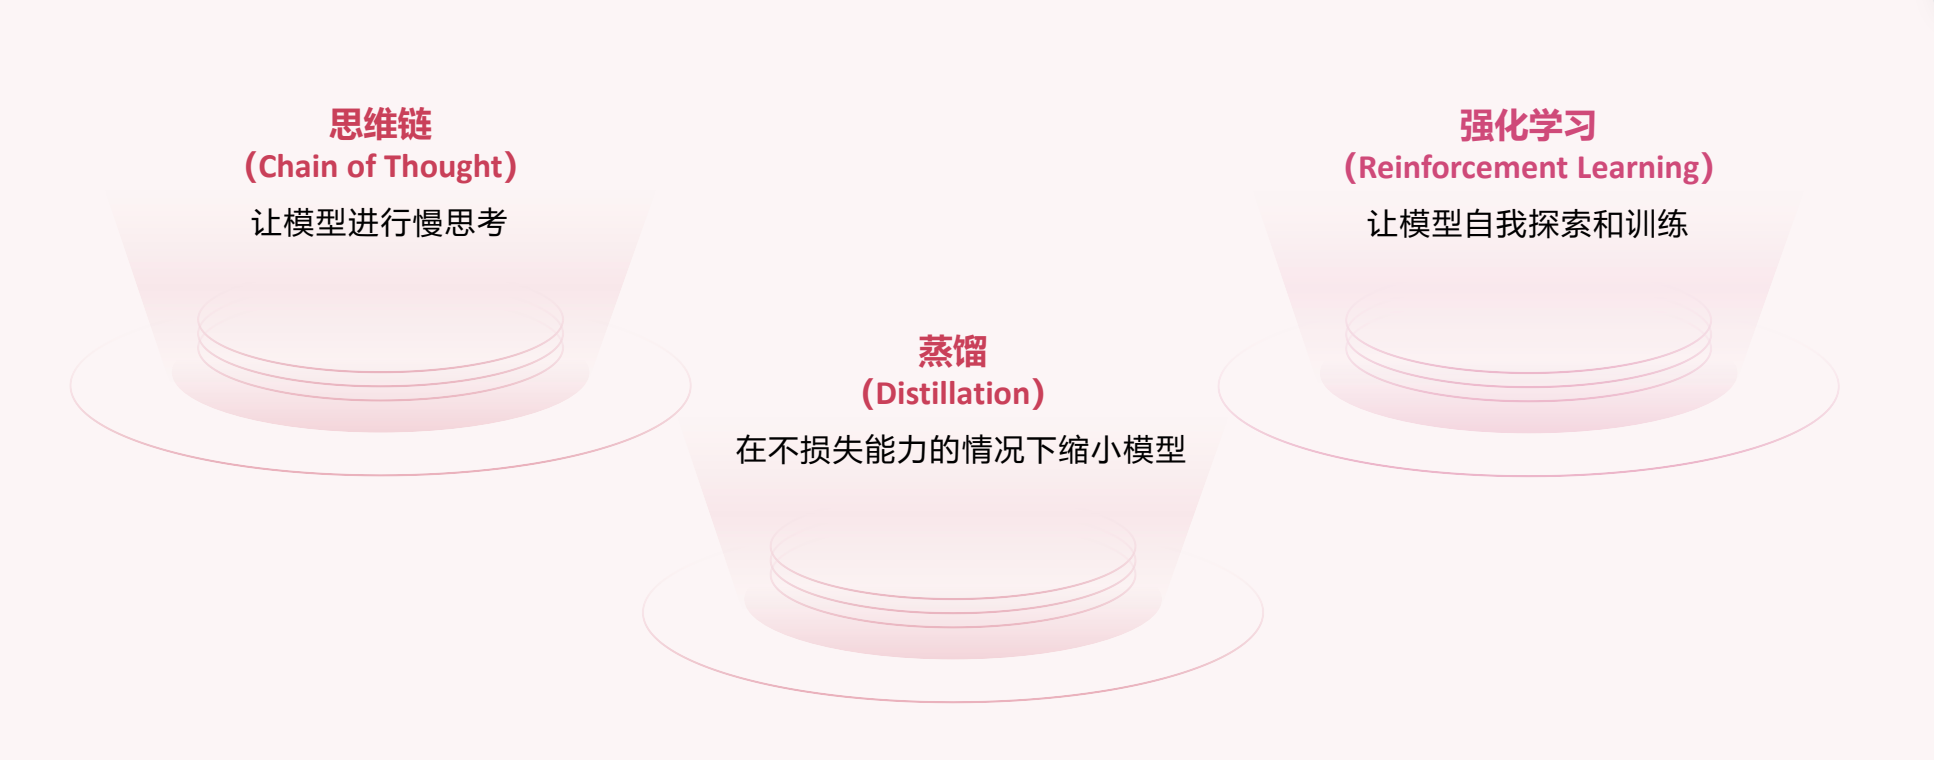 思维链
(Chain of Thought)
让模型进行慢思考
强化学习
(Reinforcement Learning)
让模型自我探索和训练
蒸馏
(Distillation)
在不损失能力的情况下缩小模型